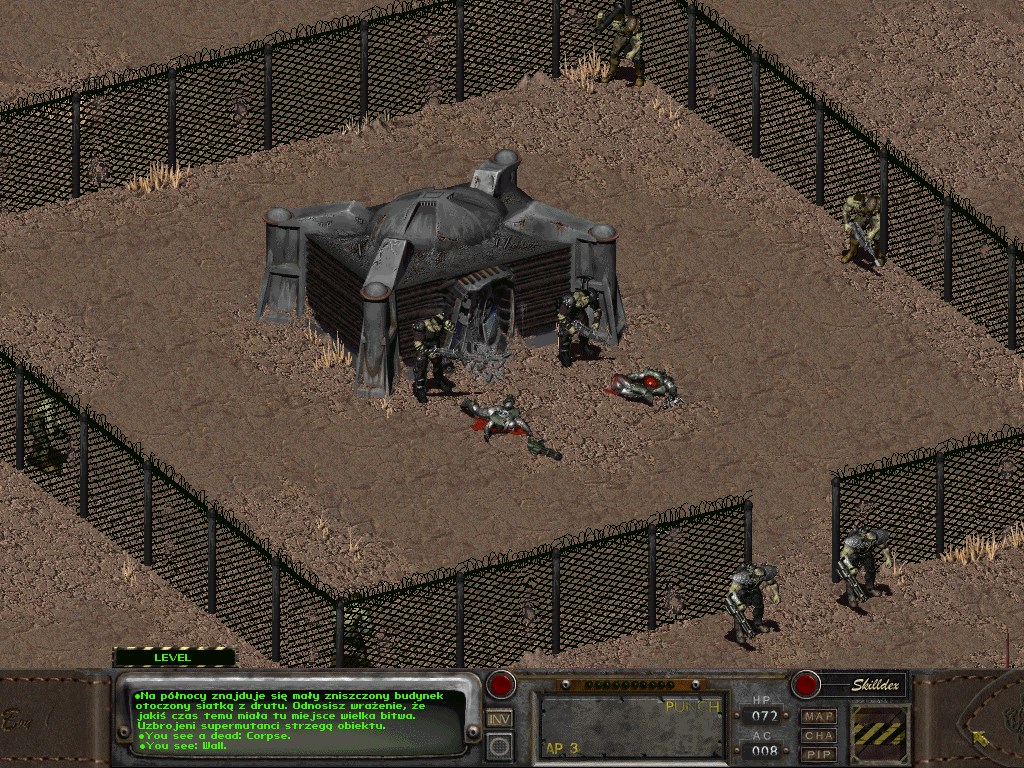 LEVEL
•Na północy znajduje się mały zniszczony budynek
otoczony siatką z drutu. Odnosisz wrażenie, że
jakiś czas temu miała tu miejsce wielka bitwa.
Uzbrojeni supermutanci strzegą obiektu.
•You see a dead: Corpse.
•You see: Wall.
INV
PUNCH
AP 3
HP
072
AC
008
Skilldex
MAP
CHA
PIP